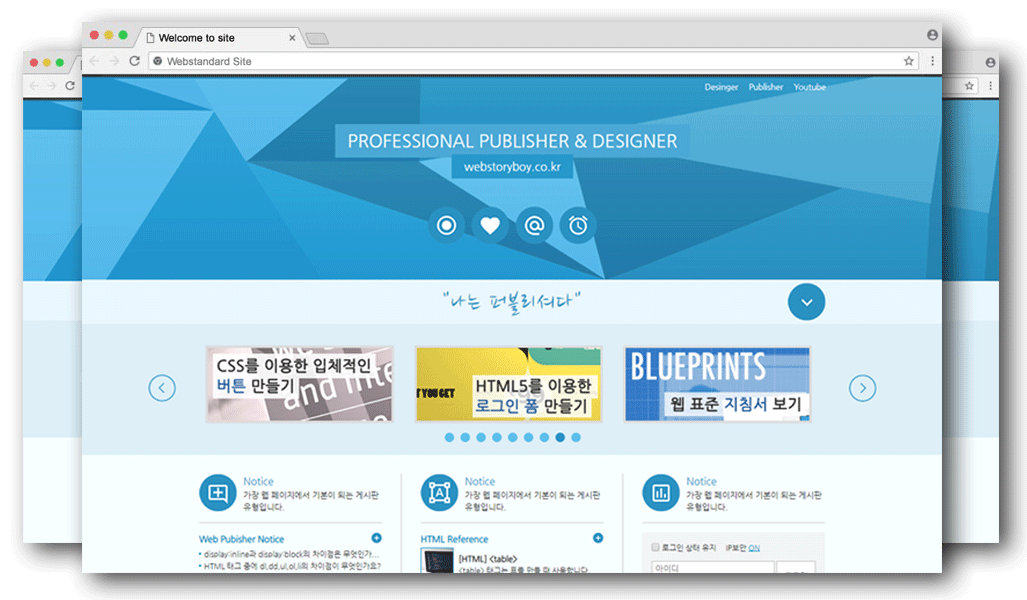 Welcome to site
Webstandard Site
Desinger Publisher Youtube
PROFESSIONAL PUBLISHER & DESIGNER
webstoryboy.co.kr
"나는 퍼블리셔다"
CSS를 이용한 입체적인
버튼 만들기
and inte
T YOU GET
HTML5를 이용한
로그인 폼 만들기
BLUEPRINTS
웹 표준 지침서 보기
Notice
가장 웹 페이지에서 기본이 되는 게시판
유형입니다.
Notice
가장 웹 페이지에서 기본이 되는 게시판
유형입니다.
Notice
가장 웹 페이지에서 기본이 되는 게시판
유형입니다.
Web Pubisher Notice
display/inline과 display/block의 차이점은 무엇인가...
HTML 태그 중에 dl,dd,ul,ol,li의 차이점이 무엇인가요?
HTML Reference
[HTML] <table>
<table> 태그는 표를 만들 때 사용합니다.
로그인 상태 유지 IP보안 ON
아이디